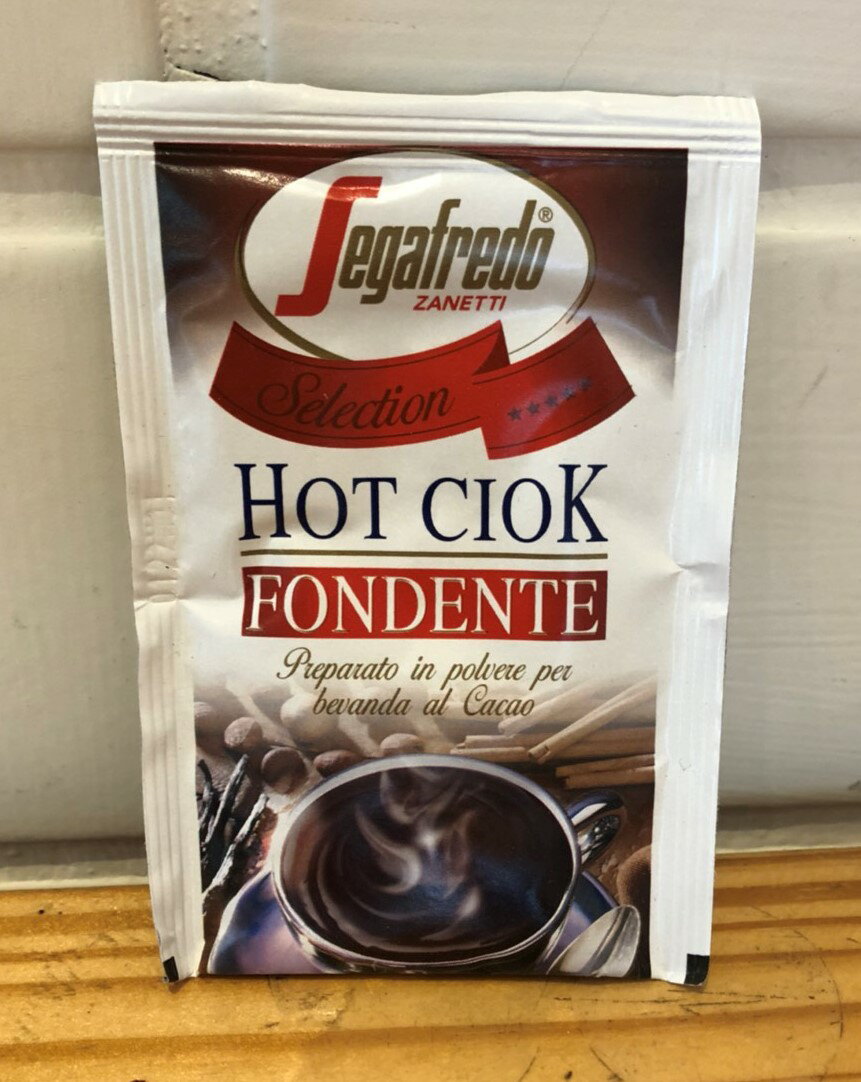 Segafredo®
ZANETTI
Selection
HOT CIOK
FONDENTE
Preparato in polvere per
bevanda al Cacao